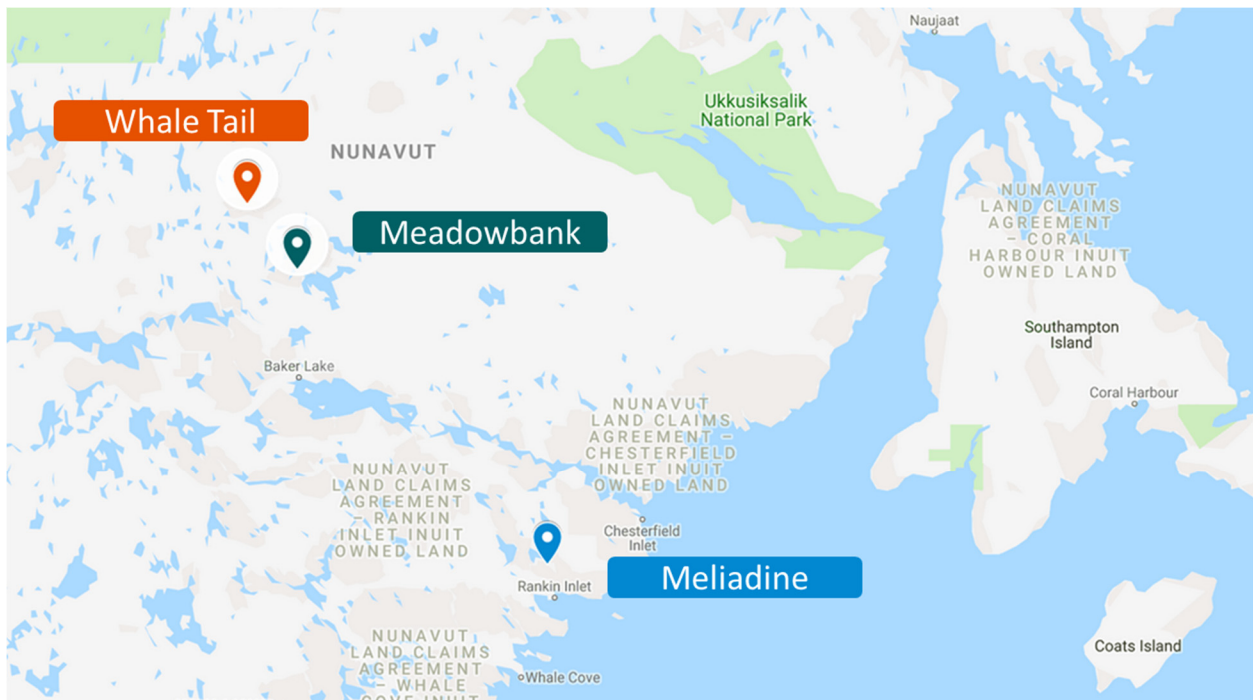 Naujaat
Whale Tail
Ukkusiksalik
National Park
NUNAVUT
NUNAVUT
LAND CLAIMS
AGREEMENT
– CORAL
HARBOUR INUIT
OWNED LAND
Meadowbank
Southampton
Island
Baker Lake
Coral Harbour
NUNAVUT
LAND CLAIMS
AGREEMENT –
CHESTERFIELD
INLET INUIT
OWNED LAND
NUNAVUT
LAND CLAIMS
AGREEMENT
– RANKIN
INLET INUIT
OWNED LAND
Chesterfield
Inlet
Meliadine
Rankin Inlet
NUNAVUT
LAND CLAIMS
AGREEMENT
– WHALE
COVE INUIT
Coats Island
Whale Cove